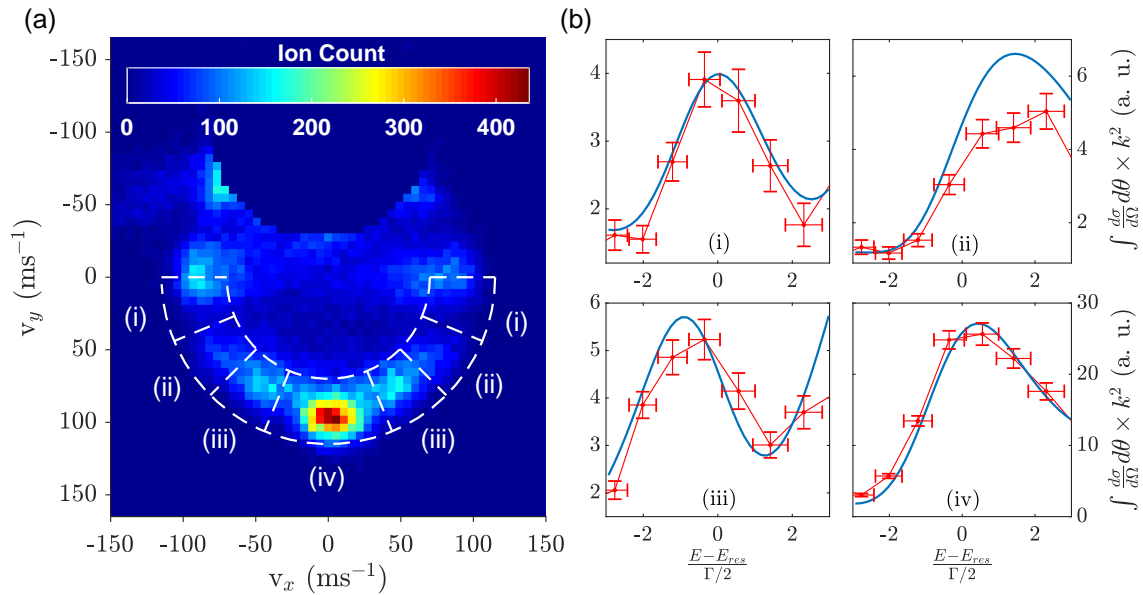 (a)
Ion Count
0 100 200 300 400
-150
-100
-50
0
50
100
150
v_y (ms⁻¹)
(i) (i)
(ii) (ii)
(iii) (iii)
(iv)
-150 -100 -50 0 50 100 150
v_x (ms⁻¹)
(b)
4
3
2
(i)
-2 0 2
6
4
2
(ii)
-2 0 2
∫ dσ/dΩ dθ × k² (a. u.)
6
5
4
3
2
(iii)
-2 0 2
E−E_res / Γ/2
30
20
10
0
(iv)
-2 0 2
E−E_res / Γ/2
∫ dσ/dΩ dθ × k² (a. u.)